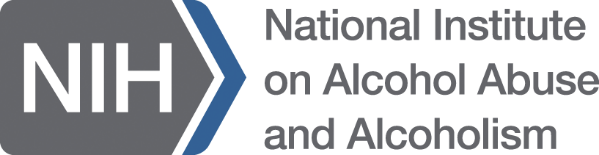 NIH
National Institute
on Alcohol Abuse
and Alcoholism